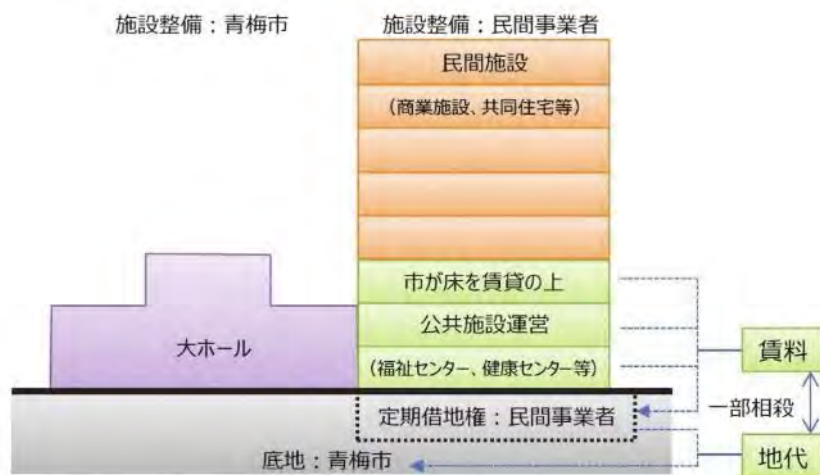 施設整備：青梅市
施設整備：民間事業者
民間施設
（商業施設、共同住宅等）
市が床を賃貸の上
公共施設運営
（福祉センター、健康センター等）
大ホール
賃料
一部相殺
定期借地権：民間事業者
底地：青梅市
地代